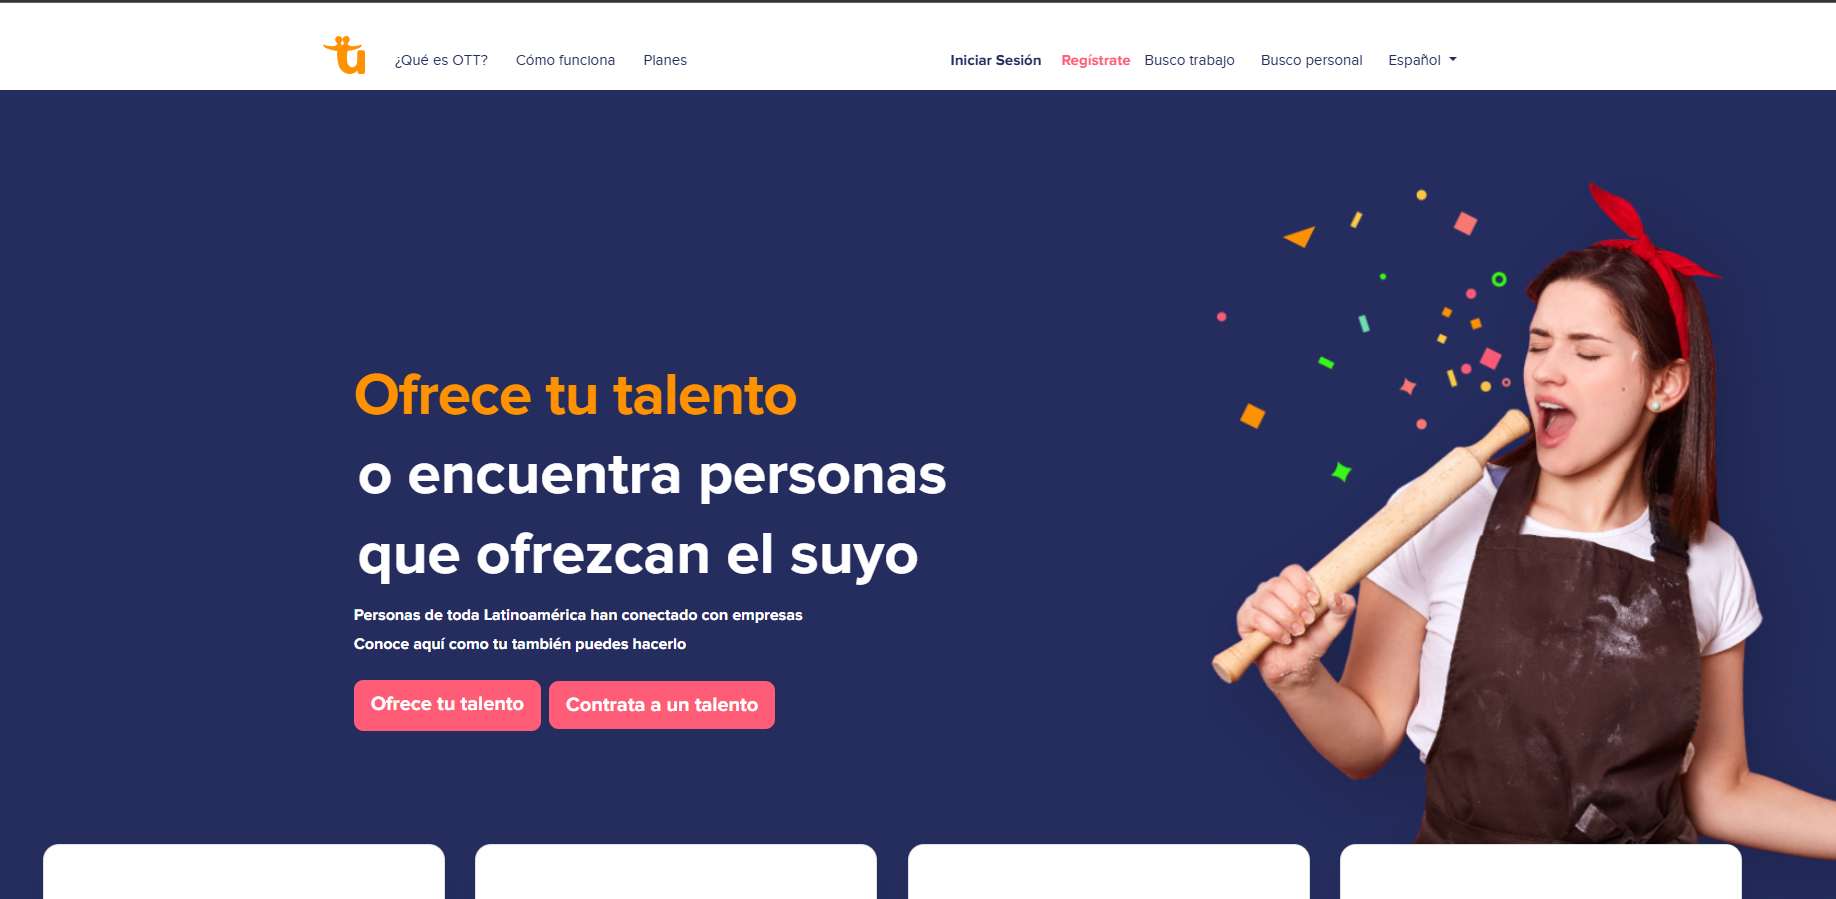 tu
¿Qué es OTT?
Cómo funciona
Planes
Iniciar Sesión
Regístrate
Busco trabajo
Busco personal
Español
Ofrece tu talento
o encuentra personas
que ofrezcan el suyo
Personas de toda Latinoamérica han conectado con empresas
Conoce aquí como tu también puedes hacerlo
Ofrece tu talento
Contrata a un talento